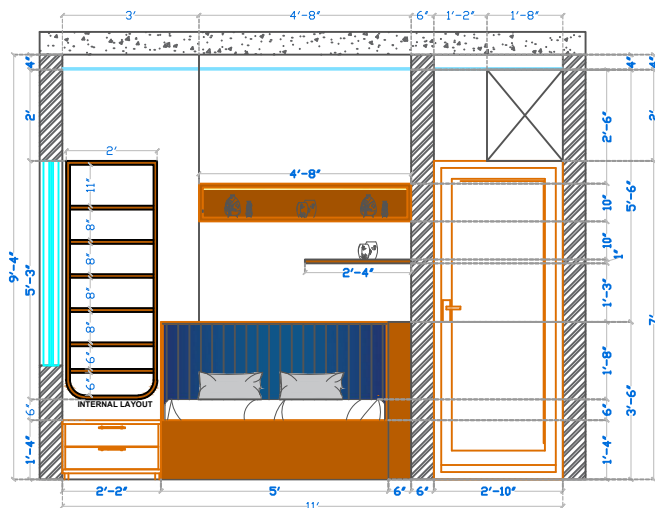 3' 4'-8" 6" 1'-2" 1'-8"
4" 4" 4"
2' 2'-6" 2'
2'
11" 4'-8"
8" 10" 5'-6"
8" 10" 1"
9'-4" 5'-3" 8" 2'-4"
8" 1'-3"
8" 7'
6" 1'-8"
6" 3'-6"
INTERNAL LAYOUT
6" 6"
1'-4" 1'-4"
2'-2" 5' 6" 6" 2'-10"
11'